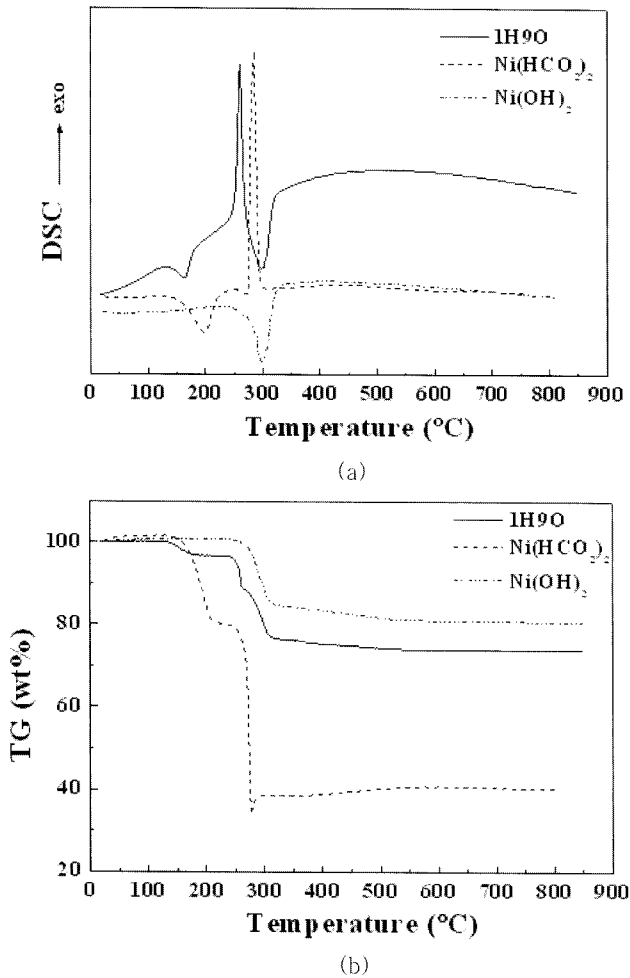 1H9O
Ni(HCO₂)₂
Ni(OH)₂
DSC → exo
0 100 200 300 400 500 600 700 800 900
Temperature (°C)
(a)
1H9O
Ni(HCO₂)₂
Ni(OH)₂
100
80
60
40
20
TG (wt%)
0 100 200 300 400 500 600 700 800 900
Temperature (°C)
(b)